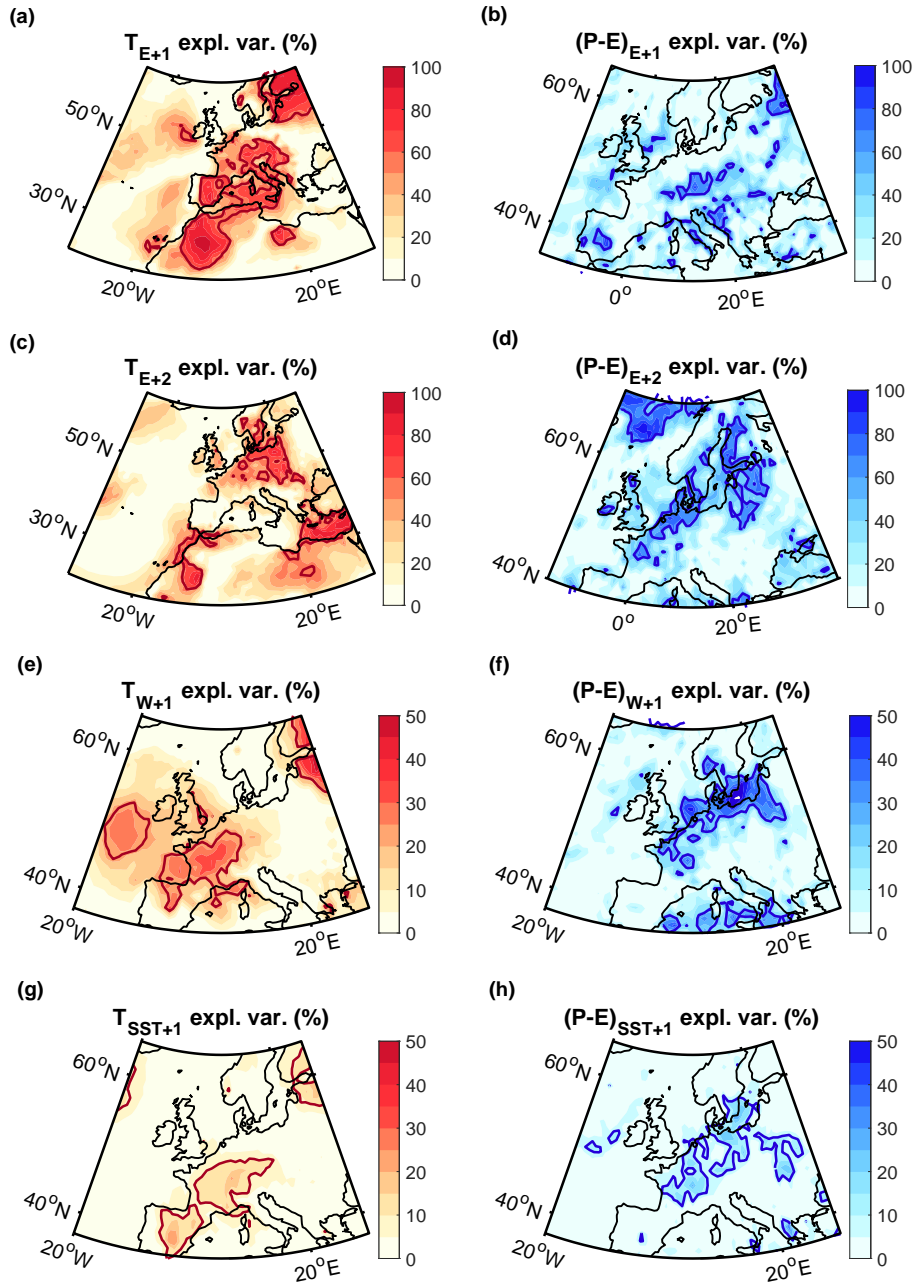 (a)
T_E+1 expl. var. (%)
50°N
30°N
20°W
20°E
100
80
60
40
20
0
(b)
(P-E)_E+1 expl. var. (%)
60°N
40°N
0°
20°E
100
80
60
40
20
0
(c)
T_E+2 expl. var. (%)
50°N
30°N
20°W
20°E
100
80
60
40
20
0
(d)
(P-E)_E+2 expl. var. (%)
60°N
40°N
0°
20°E
100
80
60
40
20
0
(e)
T_W+1 expl. var. (%)
60°N
40°N
20°W
20°E
50
40
30
20
10
0
(f)
(P-E)_W+1 expl. var. (%)
60°N
40°N
20°W
20°E
50
40
30
20
10
0
(g)
T_SST+1 expl. var. (%)
60°N
40°N
20°W
20°E
50
40
30
20
10
0
(h)
(P-E)_SST+1 expl. var. (%)
60°N
40°N
20°W
20°E
50
40
30
20
10
0